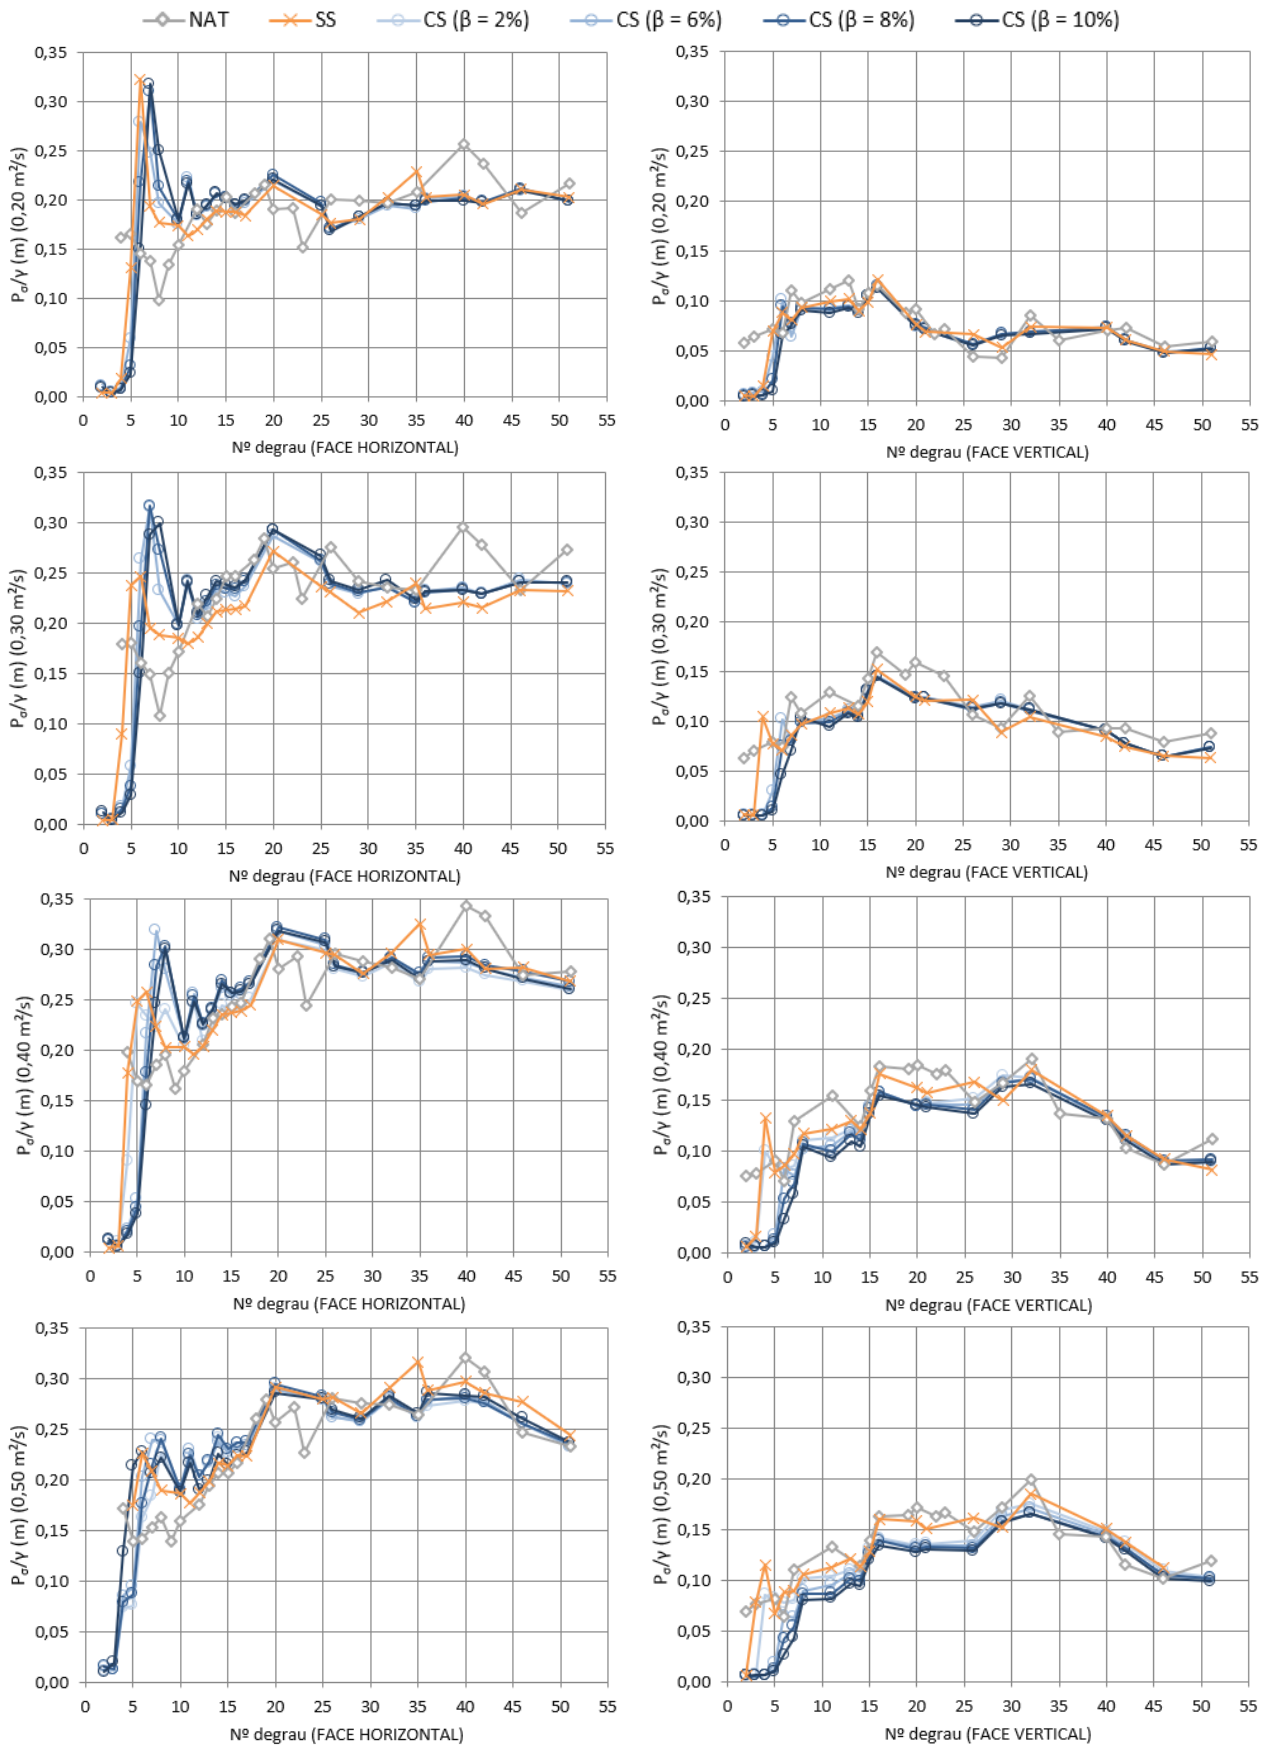 NAT SS CS (β = 2%) CS (β = 6%) CS (β = 8%) CS (β = 10%)
0,35
0,30
0,25
0,20
0,15
0,10
0,05
0,00
Pσ/γ (m) (0,20 m²/s)
0 5 10 15 20 25 30 35 40 45 50 55
Nº degrau (FACE HORIZONTAL)
0,35
0,30
0,25
0,20
0,15
0,10
0,05
0,00
Pσ/γ (m) (0,20 m²/s)
0 5 10 15 20 25 30 35 40 45 50 55
Nº degrau (FACE VERTICAL)
0,35
0,30
0,25
0,20
0,15
0,10
0,05
0,00
Pσ/γ (m) (0,30 m²/s)
0 5 10 15 20 25 30 35 40 45 50 55
Nº degrau (FACE HORIZONTAL)
0,35
0,30
0,25
0,20
0,15
0,10
0,05
0,00
Pσ/γ (m) (0,30 m²/s)
0 5 10 15 20 25 30 35 40 45 50 55
Nº degrau (FACE VERTICAL)
0,35
0,30
0,25
0,20
0,15
0,10
0,05
0,00
Pσ/γ (m) (0,40 m²/s)
0 5 10 15 20 25 30 35 40 45 50 55
Nº degrau (FACE HORIZONTAL)
0,35
0,30
0,25
0,20
0,15
0,10
0,05
0,00
Pσ/γ (m) (0,40 m²/s)
0 5 10 15 20 25 30 35 40 45 50 55
Nº degrau (FACE VERTICAL)
0,35
0,30
0,25
0,20
0,15
0,10
0,05
0,00
Pσ/γ (m) (0,50 m²/s)
0 5 10 15 20 25 30 35 40 45 50 55
Nº degrau (FACE HORIZONTAL)
0,35
0,30
0,25
0,20
0,15
0,10
0,05
0,00
Pσ/γ (m) (0,50 m²/s)
0 5 10 15 20 25 30 35 40 45 50 55
Nº degrau (FACE VERTICAL)